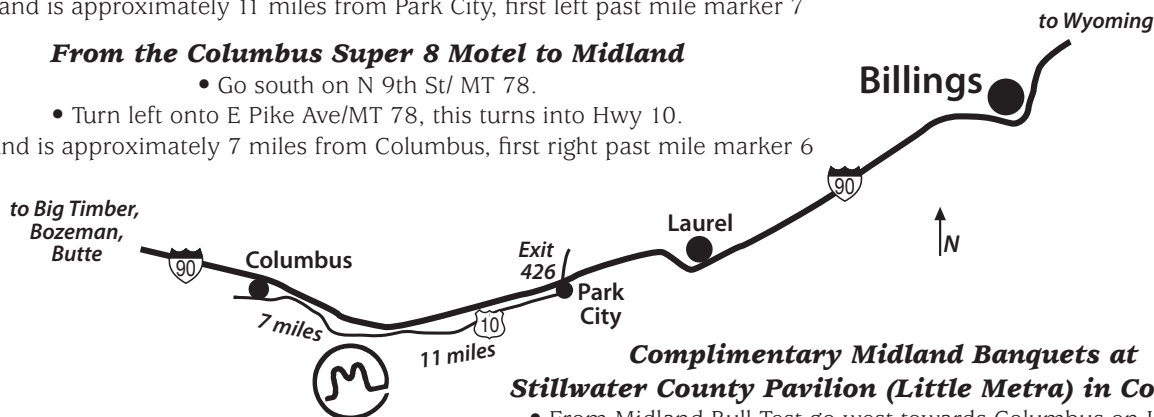 and is approximately 11 miles from Park City, first left past mile marker 7
From the Columbus Super 8 Motel to Midland
• Go south on N 9th St/ MT 78.
• Turn left onto E Pike Ave/MT 78, this turns into Hwy 10.
nd is approximately 7 miles from Columbus, first right past mile marker 6
to Wyoming
Billings
90
Laurel
N
to Big Timber,
Bozeman,
Butte
90
Columbus
Exit
426
Park
City
7 miles
10
11 miles
Complimentary Midland Banquets at
Stillwater County Pavilion (Little Metra) in Co
• From Midland Bull Test go west towards Columbus on